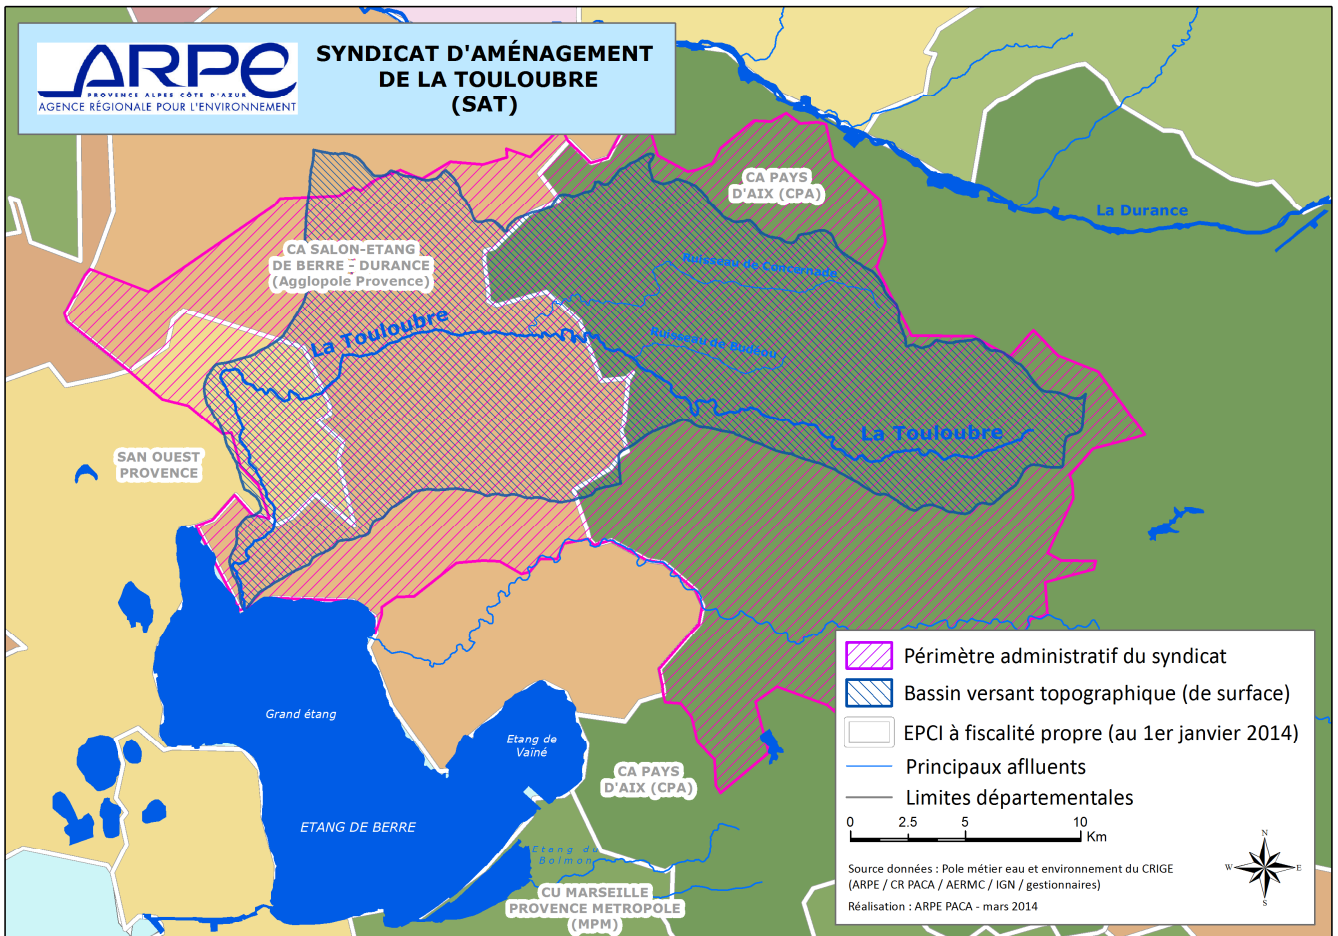 ARPE
PROVENCE ALPES CÔTE D'AZUR
AGENCE RÉGIONALE POUR L'ENVIRONNEMENT
SYNDICAT D'AMÉNAGEMENT
DE LA TOULOUBRE
(SAT)
CA PAYS
D'AIX (CPA)
La Durance
CA SALON-ETANG
DE BERRE - DURANCE
(Agglopole Provence)
Ruisseau de Concernade
La Touloubre
Ruisseau de Budéou
La Touloubre
SAN OUEST
PROVENCE
Grand étang
Etang de
Vaïné
CA PAYS
D'AIX (CPA)
ETANG DE BERRE
Etang du
Bolmon
CU MARSEILLE
PROVENCE METROPOLE
(MPM)
Périmètre administratif du syndicat
Bassin versant topographique (de surface)
EPCI à fiscalité propre (au 1er janvier 2014)
Principaux aflluents
Limites départementales
0 2.5 5 10
Km
Source données : Pole métier eau et environnement du CRIGE
(ARPE / CR PACA / AERMC / IGN / gestionnaires)
Réalisation : ARPE PACA - mars 2014
N
W E
S